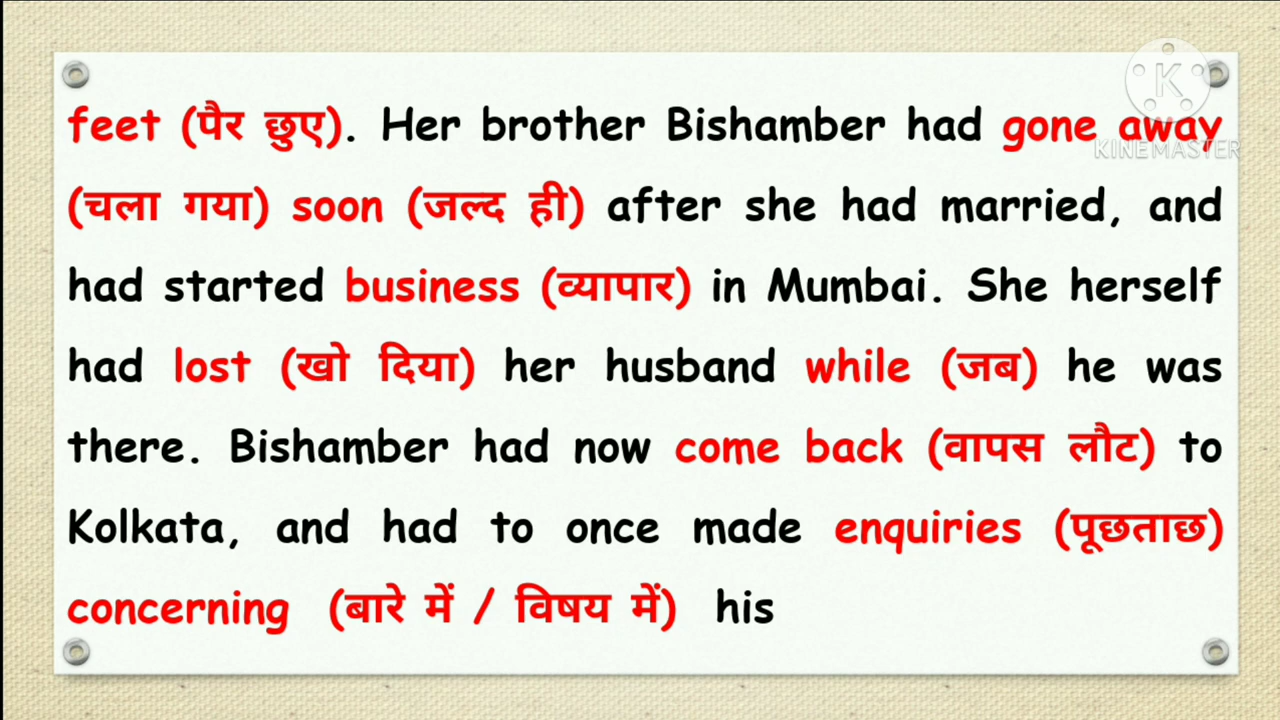 feet (पैर छुए). Her brother Bishamber had gone away
(चला गया) soon (जल्द ही) after she had married, and
had started business (व्यापार) in Mumbai. She herself
had lost (खो दिया) her husband while (जब) he was
there. Bishamber had now come back (वापस लौट) to
Kolkata, and had to once made enquiries (पूछताछ)
concerning (बारे में / विषय में) his
K
KINEMASTER